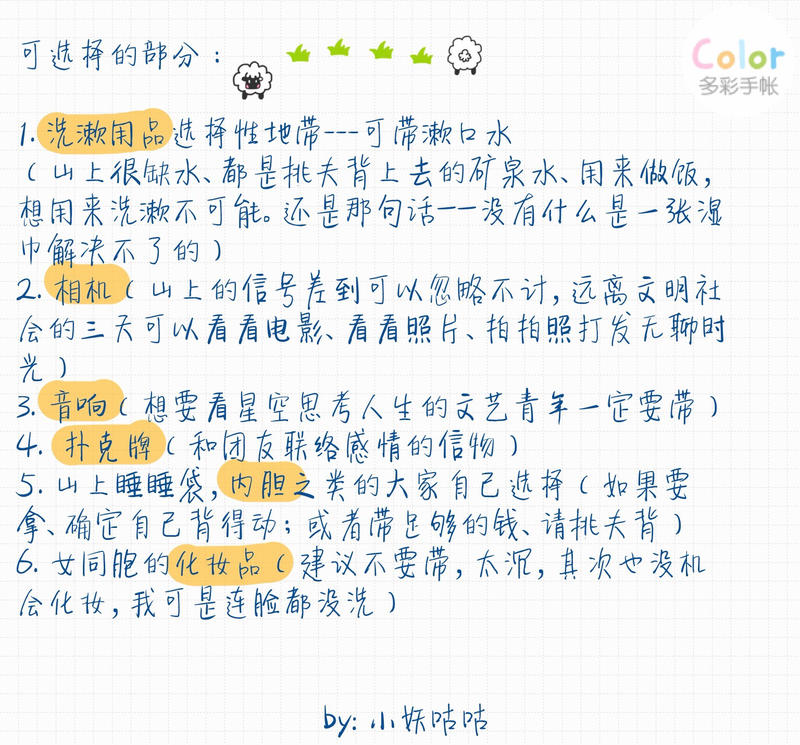 Color
多彩手帐
可选择的部分：
1. 洗漱用品选择性地带---可带漱口水
（山上很缺水、都是挑夫背上去的矿泉水、用来做饭，
想用来洗漱不可能。还是那句话——没有什么是一张湿
巾解决不了的）
2. 相机（山上的信号差到可以忽略不计，远离文明社
会的三天可以看看电影、看看照片、拍拍照打发无聊时
光）
3. 音响（想要看星空思考人生的文艺青年一定要带）
4. 扑克牌（和团友联络感情的信物）
5. 山上睡睡袋，内胆之类的大家自己选择（如果要
拿、确定自己背得动；或者带足够的钱、请挑夫背）
6. 女同胞的化妆品（建议不要带，太沉，其次也没机
会化妆，我可是连脸都没洗）
by: 小妖咕咕